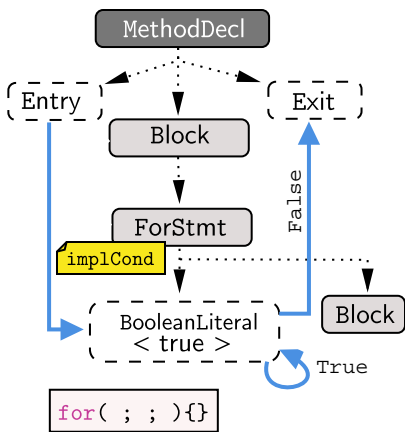 MethodDecl
Entry
Exit
Block
False
ForStmt
implCond
BooleanLiteral
< true >
Block
True
for( ; ; ){}